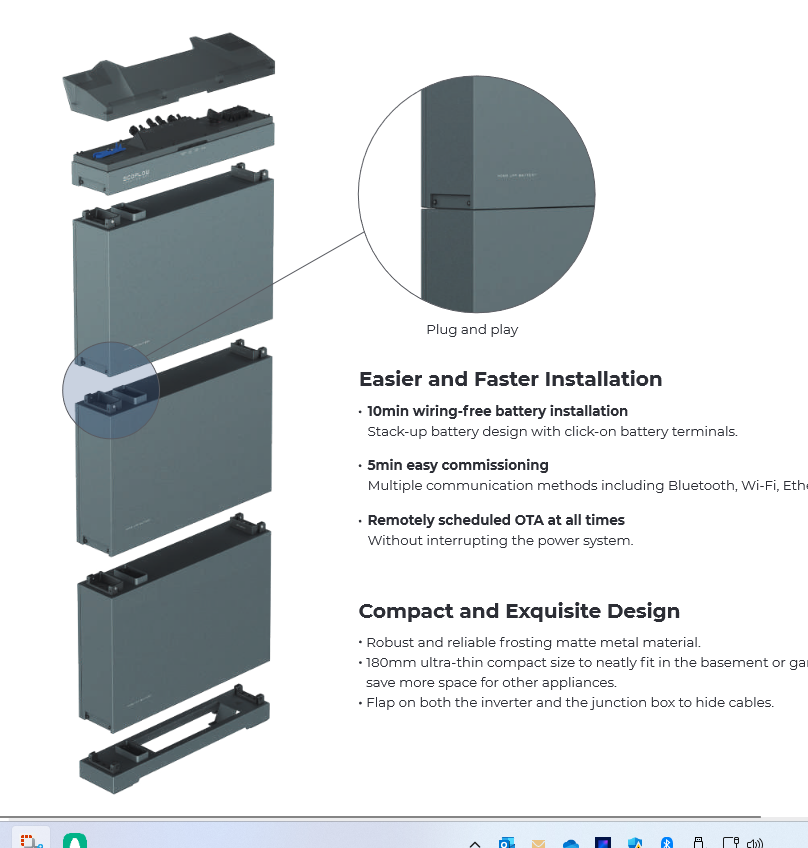 ECOFLOW
Plug and play
Easier and Faster Installation
• 10min wiring-free battery installation
Stack-up battery design with click-on battery terminals.
• 5min easy commissioning
Multiple communication methods including Bluetooth, Wi-Fi, Ethe
• Remotely scheduled OTA at all times
Without interrupting the power system.
Compact and Exquisite Design
• Robust and reliable frosting matte metal material.
• 180mm ultra-thin compact size to neatly fit in the basement or gar
save more space for other appliances.
• Flap on both the inverter and the junction box to hide cables.